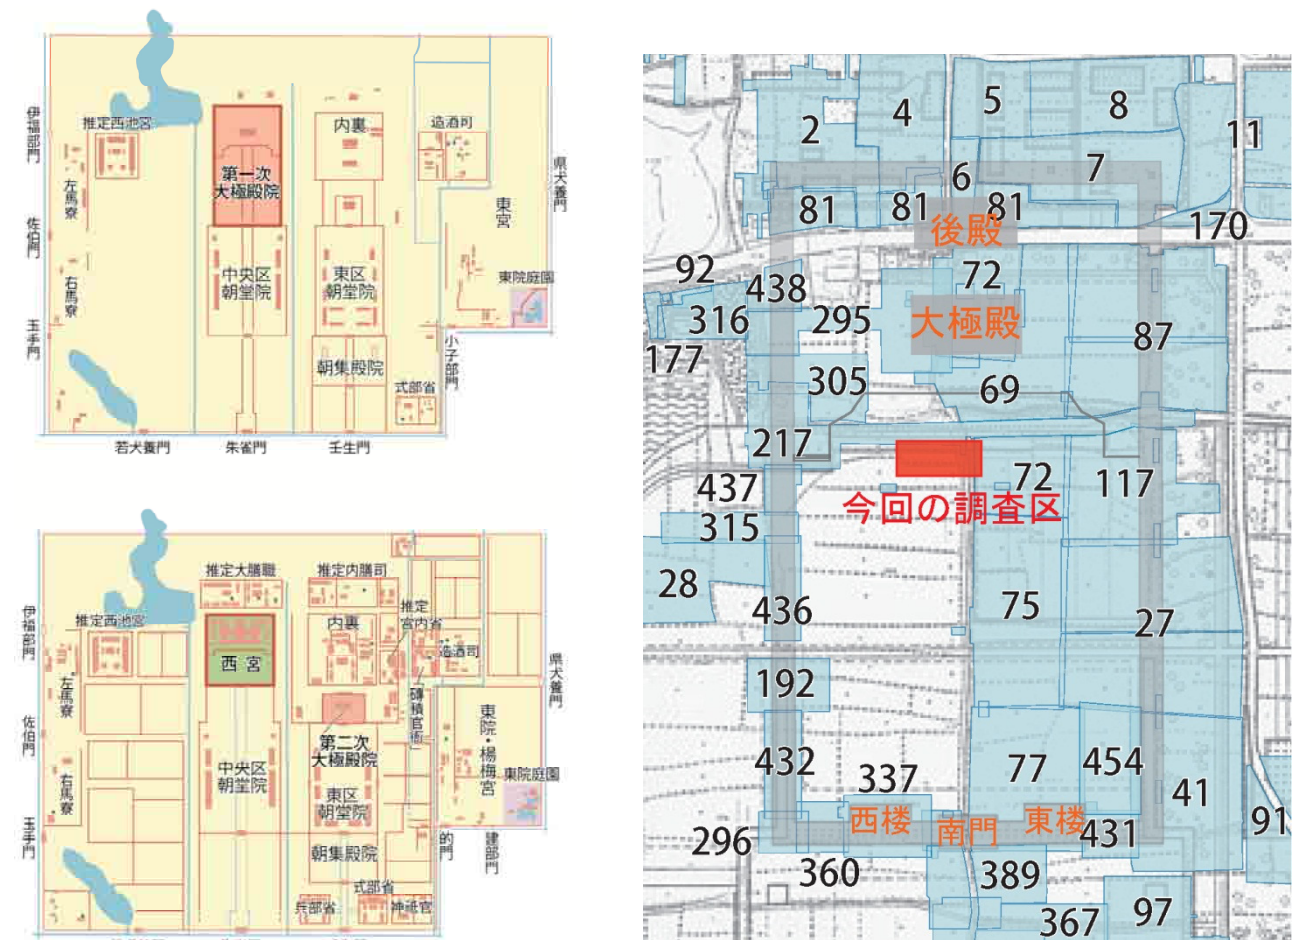 伊福部門
推定西池宮
第一次
大極殿院
内裏
造酒司
県犬養門
左馬寮
東宮
佐伯門
中央区
朝堂院
東区
朝堂院
東院庭園
右馬寮
玉手門
朝集殿院
小子部門
式部省
若犬養門
朱雀門
壬生門
推定大膳職
推定内膳司
伊福部門
推定西池宮
西宮
内裏
推定
宮内省
造酒司
県犬養門
左馬寮
「磚積官衙」
東院・楊梅宮
佐伯門
第二次
大極殿院
中央区
朝堂院
東区
朝堂院
東院庭園
右馬寮
玉手門
朝集殿院
的門
建部門
式部省
兵部省
神祇官
2
4
5
8
11
6
7
81
81
81
後殿
170
92
438
72
316
295
大極殿
87
177
305
69
217
437
72
117
今回の調査区
315
28
436
75
27
192
432
337
77
454
41
西楼
南門
東楼
431
91
296
360
389
367
97